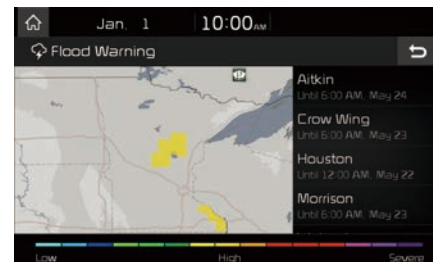 Jan. 1 10:00AM
Flood Warning
Aitkin
Until 6:00 AM, May 24
Crow Wing
Until 6:00 AM, May 23
Houston
Until 12:00 AM, May 22
Morrison
Until 6:00 AM, May 23
Low High Severe